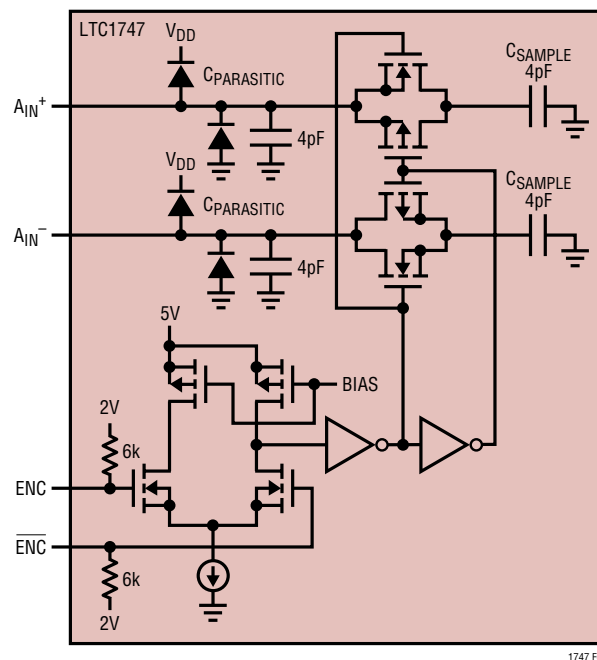 LTC1747
VDD
CPARASITIC
CSAMPLE
4pF
AIN+
4pF
VDD
CPARASITIC
CSAMPLE
4pF
AIN–
4pF
5V
BIAS
2V
6k
ENC
ENC
6k
2V
1747 F